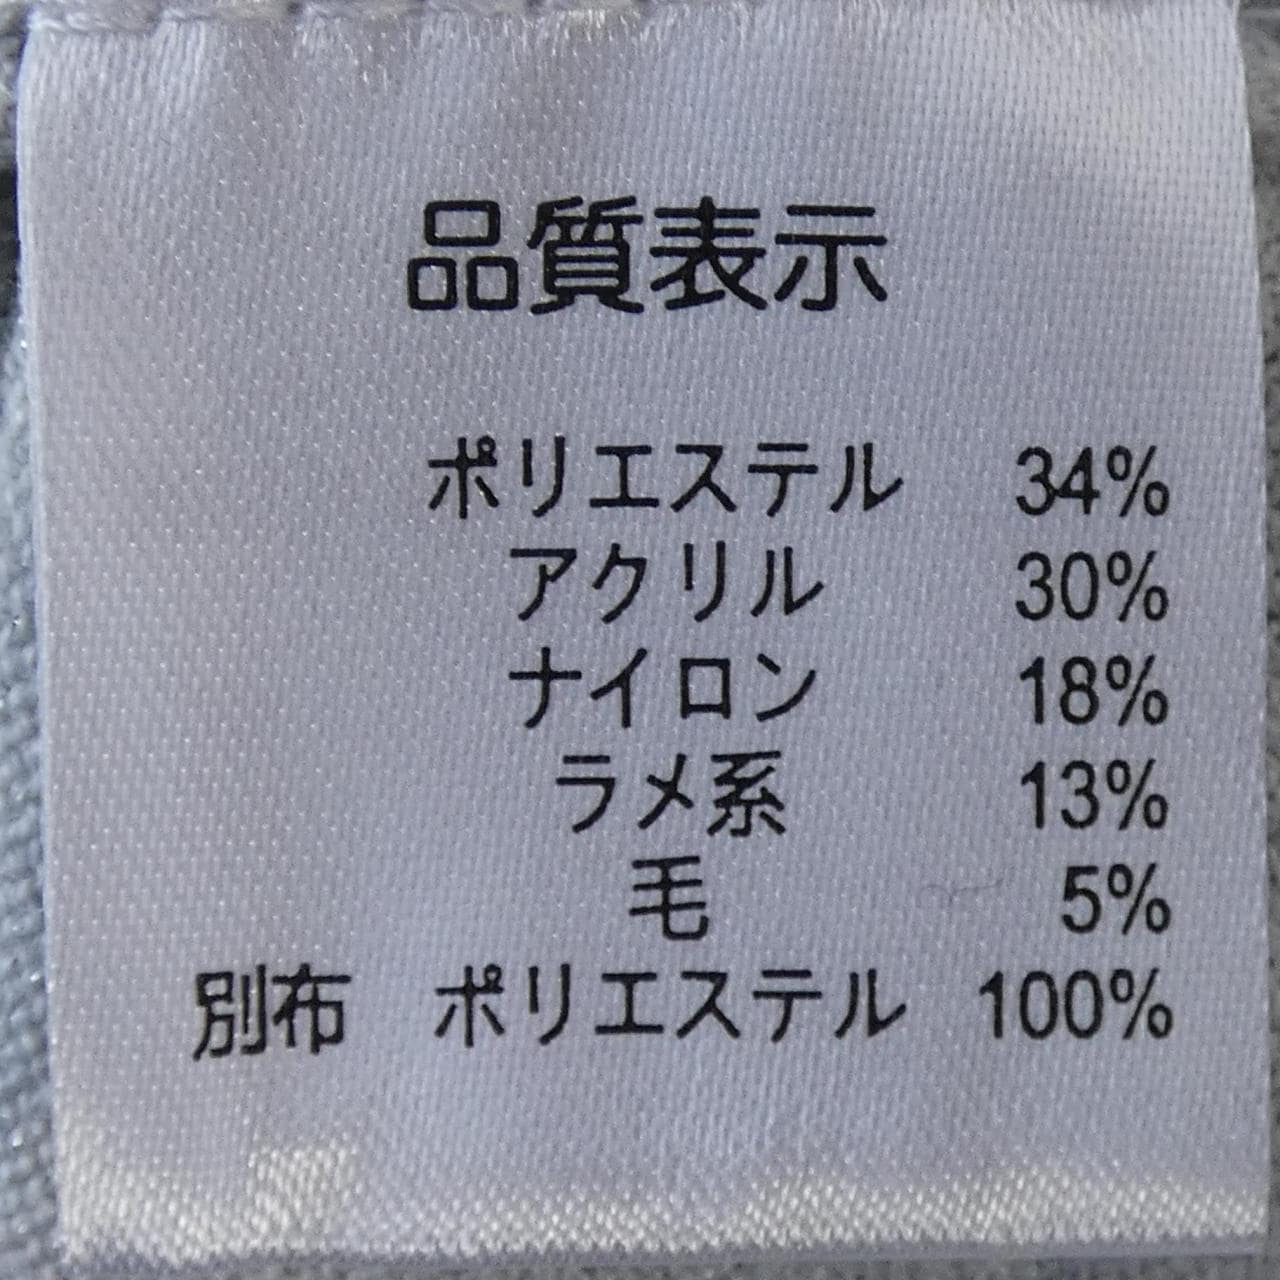 品質表示
ポリエステル 34%
アクリル 30%
ナイロン 18%
ラメ系 13%
毛 5%
別布 ポリエステル 100%